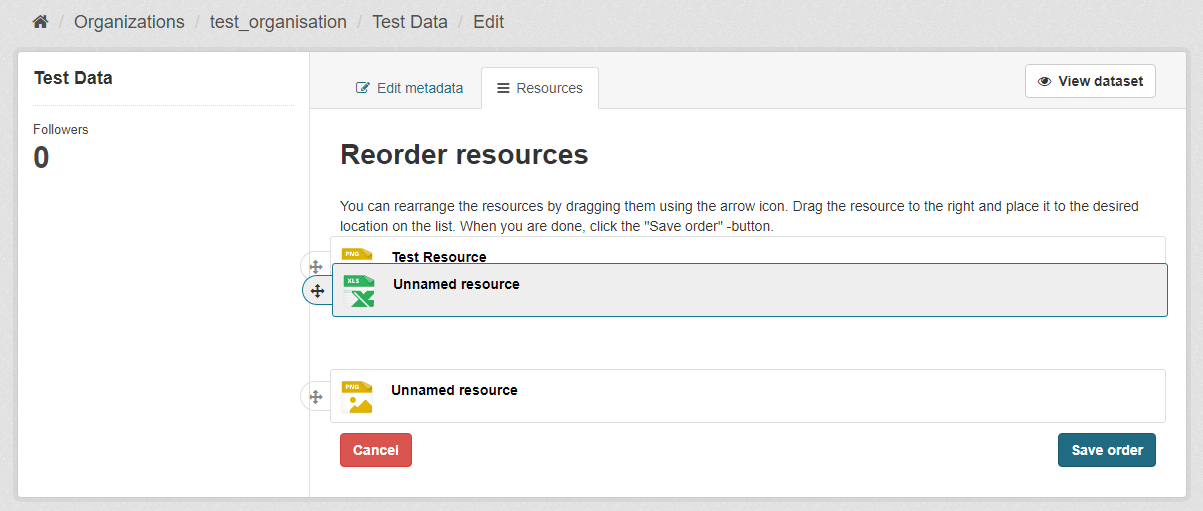 / Organizations / test_organisation / Test Data / Edit
Test Data
Followers
0
Edit metadata
Resources
View dataset
Reorder resources
You can rearrange the resources by dragging them using the arrow icon. Drag the resource to the right and place it to the desired
location on the list. When you are done, click the "Save order" -button.
PNG
Test Resource
XLS
Unnamed resource
PNG
Unnamed resource
Cancel
Save order